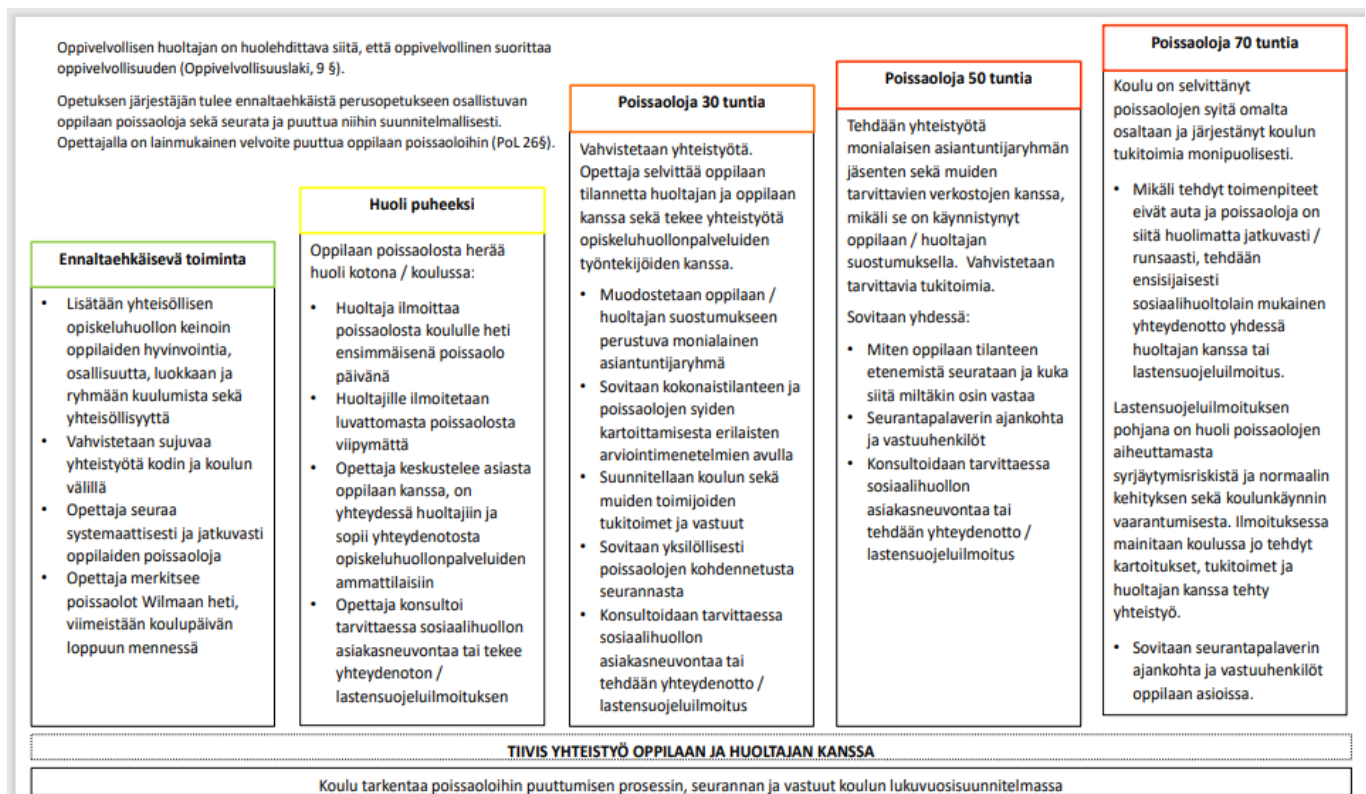 Oppivelvollisen huoltajan on huolehdittava siitä, että oppivelvollinen suorittaa
oppivelvollisuuden (Oppivelvollisuuslaki, 9 §).
Opetuksen järjestäjän tulee ennaltaehkäistä perusopetukseen osallistuvan
oppilaan poissaoloja sekä seurata ja puuttua niihin suunnitelmallisesti.
Opettajalla on lainmukainen velvoite puuttua oppilaan poissaoloihin (PoL 26§).
Ennaltaehkäisevä toiminta
• Lisätään yhteisöllisen
opiskeluhuollon keinoin
oppilaiden hyvinvointia,
osallisuutta, luokkaan ja
ryhmään kuulumista sekä
yhteisöllisyyttä
• Vahvistetaan sujuvaa
yhteistyötä kodin ja koulun
välillä
• Opettaja seuraa
systemaattisesti ja jatkuvasti
oppilaiden poissaoloja
• Opettaja merkitsee
poissaolot Wilmaan heti,
viimeistään koulupäivän
loppuun mennessä
Huoli puheeksi
Oppilaan poissaolosta herää
huoli kotona / koulussa:
• Huoltaja ilmoittaa
poissaolosta koululle heti
ensimmäisenä poissaolo
päivänä
• Huoltajille ilmoitetaan
luvattomasta poissaolosta
viipymättä
• Opettaja keskustelee asiasta
oppilaan kanssa, on
yhteydessä huoltajiin ja
sopii yhteydenotosta
opiskeluhuollonpalveluiden
ammattilaisiin
• Opettaja konsultoi
tarvittaessa sosiaalihuollon
asiakasneuvontaa tai tekee
yhteydenoton /
lastensuojeluilmoituksen
Poissaoloja 30 tuntia
Vahvistetaan yhteistyötä.
Opettaja selvittää oppilaan
tilannetta huoltajan ja oppilaan
kanssa sekä tekee yhteistyötä
opiskeluhuollonpalveluiden
työntekijöiden kanssa.
• Muodostetaan oppilaan /
huoltajan suostumukseen
perustuva monialainen
asiantuntijaryhmä
• Sovitaan kokonaistilanteen ja
poissaolojen syiden
kartoittamisesta erilaisten
arviointimenetelmien avulla
• Suunnitellaan koulun sekä
muiden toimijoiden
tukitoimet ja vastuut
• Sovitaan yksilöllisesti
poissaolojen kohdennetusta
seurannasta
• Konsultoidaan tarvittaessa
sosiaalihuollon
asiakasneuvontaa tai
tehdään yhteydenotto /
lastensuojeluilmoitus
Poissaoloja 50 tuntia
Tehdään yhteistyötä
monialaisen asiantuntijaryhmän
jäsenten sekä muiden
tarvittavien verkostojen kanssa,
mikäli se on käynnistynyt
oppilaan / huoltajan
suostumuksella. Vahvistetaan
tarvittavia tukitoimia.
Sovitaan yhdessä:
• Miten oppilaan tilanteen
etenemistä seurataan ja kuka
siitä miltäkin osin vastaa
• Seurantapalaverin ajankohta
ja vastuuhenkilöt
• Konsultoidaan tarvittaessa
sosiaalihuollon
asiakasneuvontaa tai
tehdään yhteydenotto /
lastensuojeluilmoitus
Poissaoloja 70 tuntia
Koulu on selvittänyt
poissaolojen syitä omalta
osaltaan ja järjestänyt koulun
tukitoimia monipuolisesti.
• Mikäli tehdyt toimenpiteet
eivät auta ja poissaoloja on
siitä huolimatta jatkuvasti /
runsaasti, tehdään
ensisijaisesti
sosiaalihuoltolain mukainen
yhteydenotto yhdessä
huoltajan kanssa tai
lastensuojeluilmoitus.
Lastensuojeluilmoituksen
pohjana on huoli poissaolojen
aiheuttamasta
syrjäytymisriskistä ja normaalin
kehityksen sekä koulunkäynnin
vaarantumisesta. Ilmoituksessa
mainitaan koulussa jo tehdyt
kartoitukset, tukitoimet ja
huoltajan kanssa tehty
yhteistyö.
• Sovitaan seurantapalaverin
ajankohta ja vastuuhenkilöt
oppilaan asioissa.
TIIVIS YHTEISTYÖ OPPILAAN JA HUOLTAJAN KANSSA
Koulu tarkentaa poissaoloihin puuttumisen prosessin, seurannan ja vastuut koulun lukuvuosisuunnitelmassa